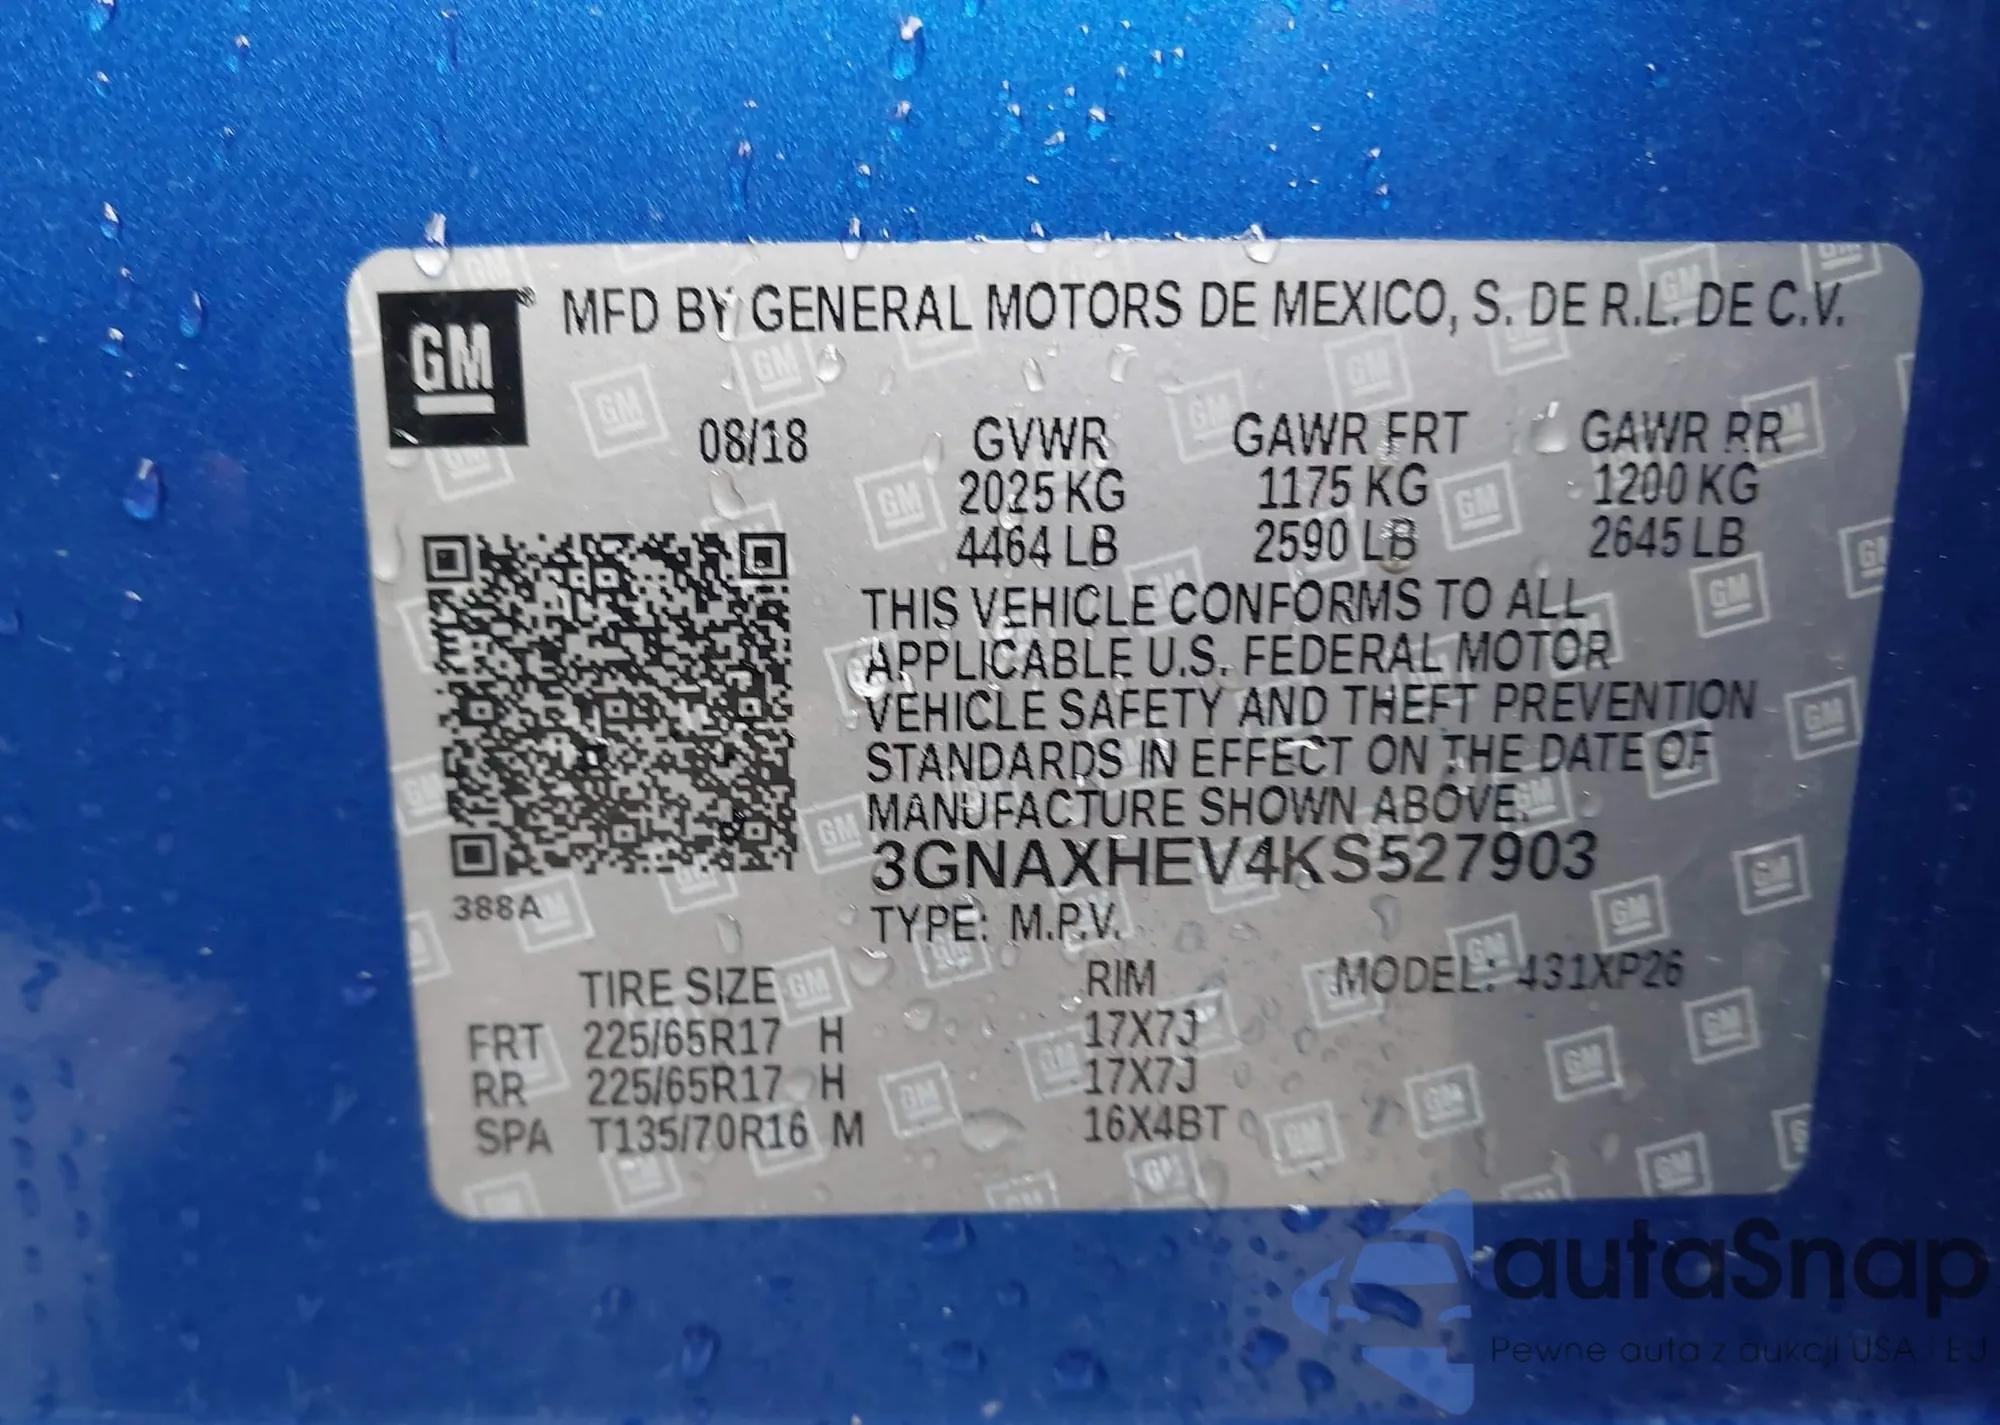 GM® MFD BY GENERAL MOTORS DE MEXICO, S. DE R.L. DE C.V.
08/18 GVWR GAWR FRT GAWR RR
2025 KG 1175 KG 1200 KG
4464 LB 2590 LB 2645 LB
THIS VEHICLE CONFORMS TO ALL
APPLICABLE U.S. FEDERAL MOTOR
VEHICLE SAFETY AND THEFT PREVENTION
STANDARDS IN EFFECT ON THE DATE OF
MANUFACTURE SHOWN ABOVE.
3GNAXHEV4KS527903
388A
TYPE: M.P.V.
TIRE SIZE RIM MODEL: 431XP26
FRT 225/65R17 H 17X7J
RR 225/65R17 H 17X7J
SPA T135/70R16 M 16X4BT
autaSnap
Pewne auta z aukcji USA i EU